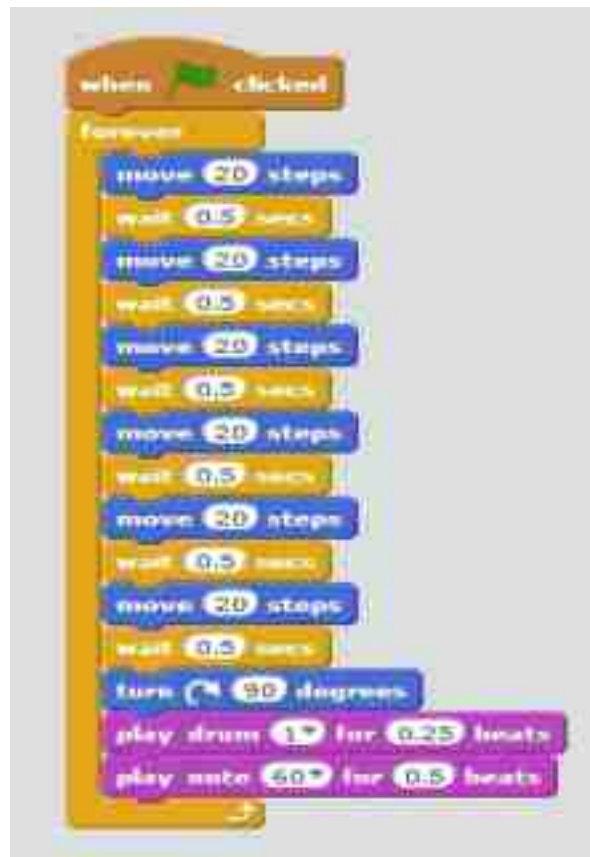 when clicked
forever
move 20 steps
wait 0.5 secs
move 20 steps
wait 0.5 secs
move 20 steps
wait 0.5 secs
move 20 steps
wait 0.5 secs
move 20 steps
wait 0.5 secs
move 20 steps
wait 0.5 secs
turn 90 degrees
play drum 1 for 0.25 beats
play note 60 for 0.5 beats